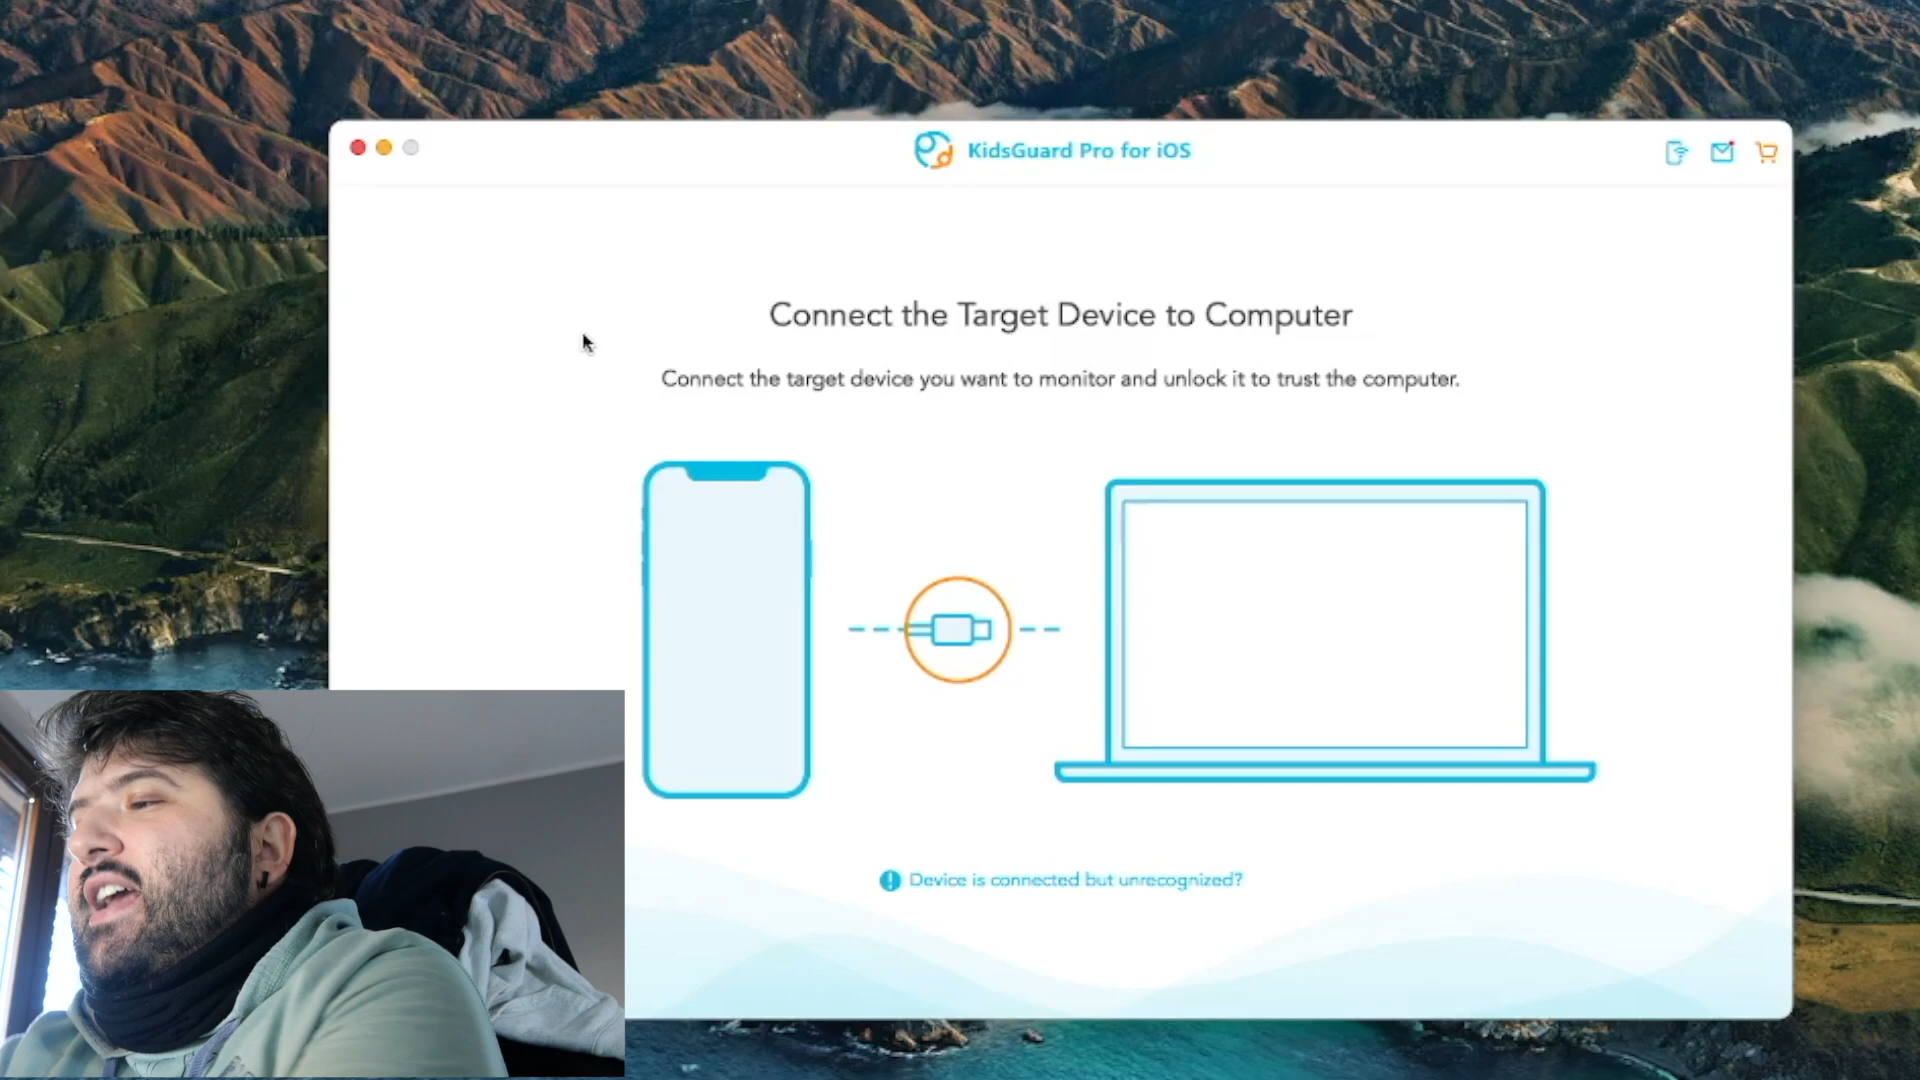 KidsGuard Pro for iOS
Connect the Target Device to Computer
Connect the target device you want to monitor and unlock it to trust the computer.
Device is connected but unrecognized?